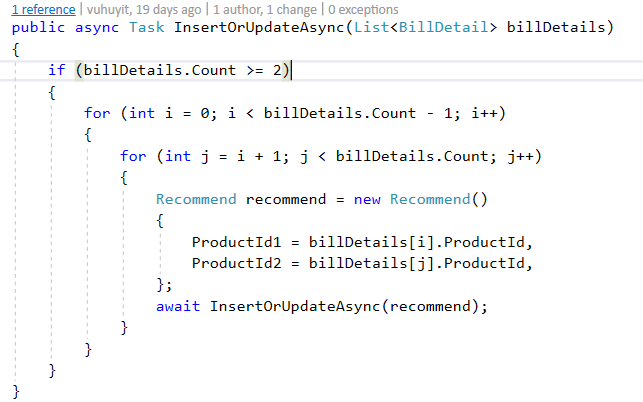 1 reference | vuhuyit, 19 days ago | 1 author, 1 change | 0 exceptions
public async Task InsertOrUpdateAsync(List<BillDetail> billDetails)
{
    if (billDetails.Count >= 2)
    {
        for (int i = 0; i < billDetails.Count - 1; i++)
        {
            for (int j = i + 1; j < billDetails.Count; j++)
            {
                Recommend recommend = new Recommend()
                {
                    ProductId1 = billDetails[i].ProductId,
                    ProductId2 = billDetails[j].ProductId,
                };
                await InsertOrUpdateAsync(recommend);
            }
        }
    }
}